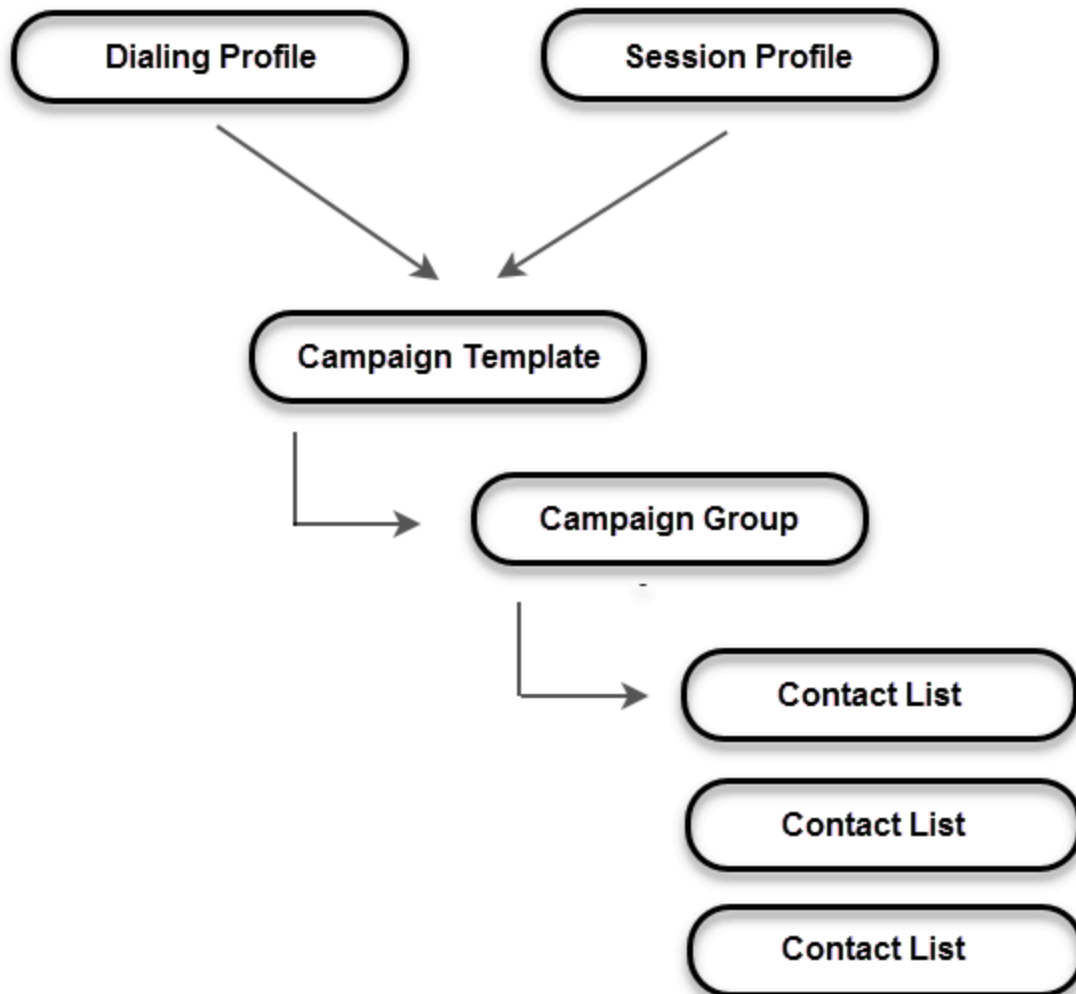 Dialing Profile
Session Profile
Campaign Template
Campaign Group
Contact List
Contact List
Contact List